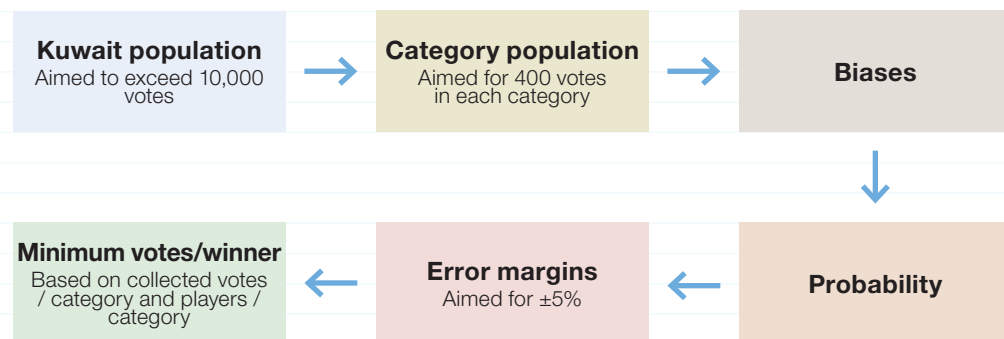 Kuwait population
Aimed to exceed 10,000
votes
Category population
Aimed for 400 votes
in each category
Biases
Probability
Error margins
Aimed for ±5%
Minimum votes/winner
Based on collected votes
/ category and players /
category